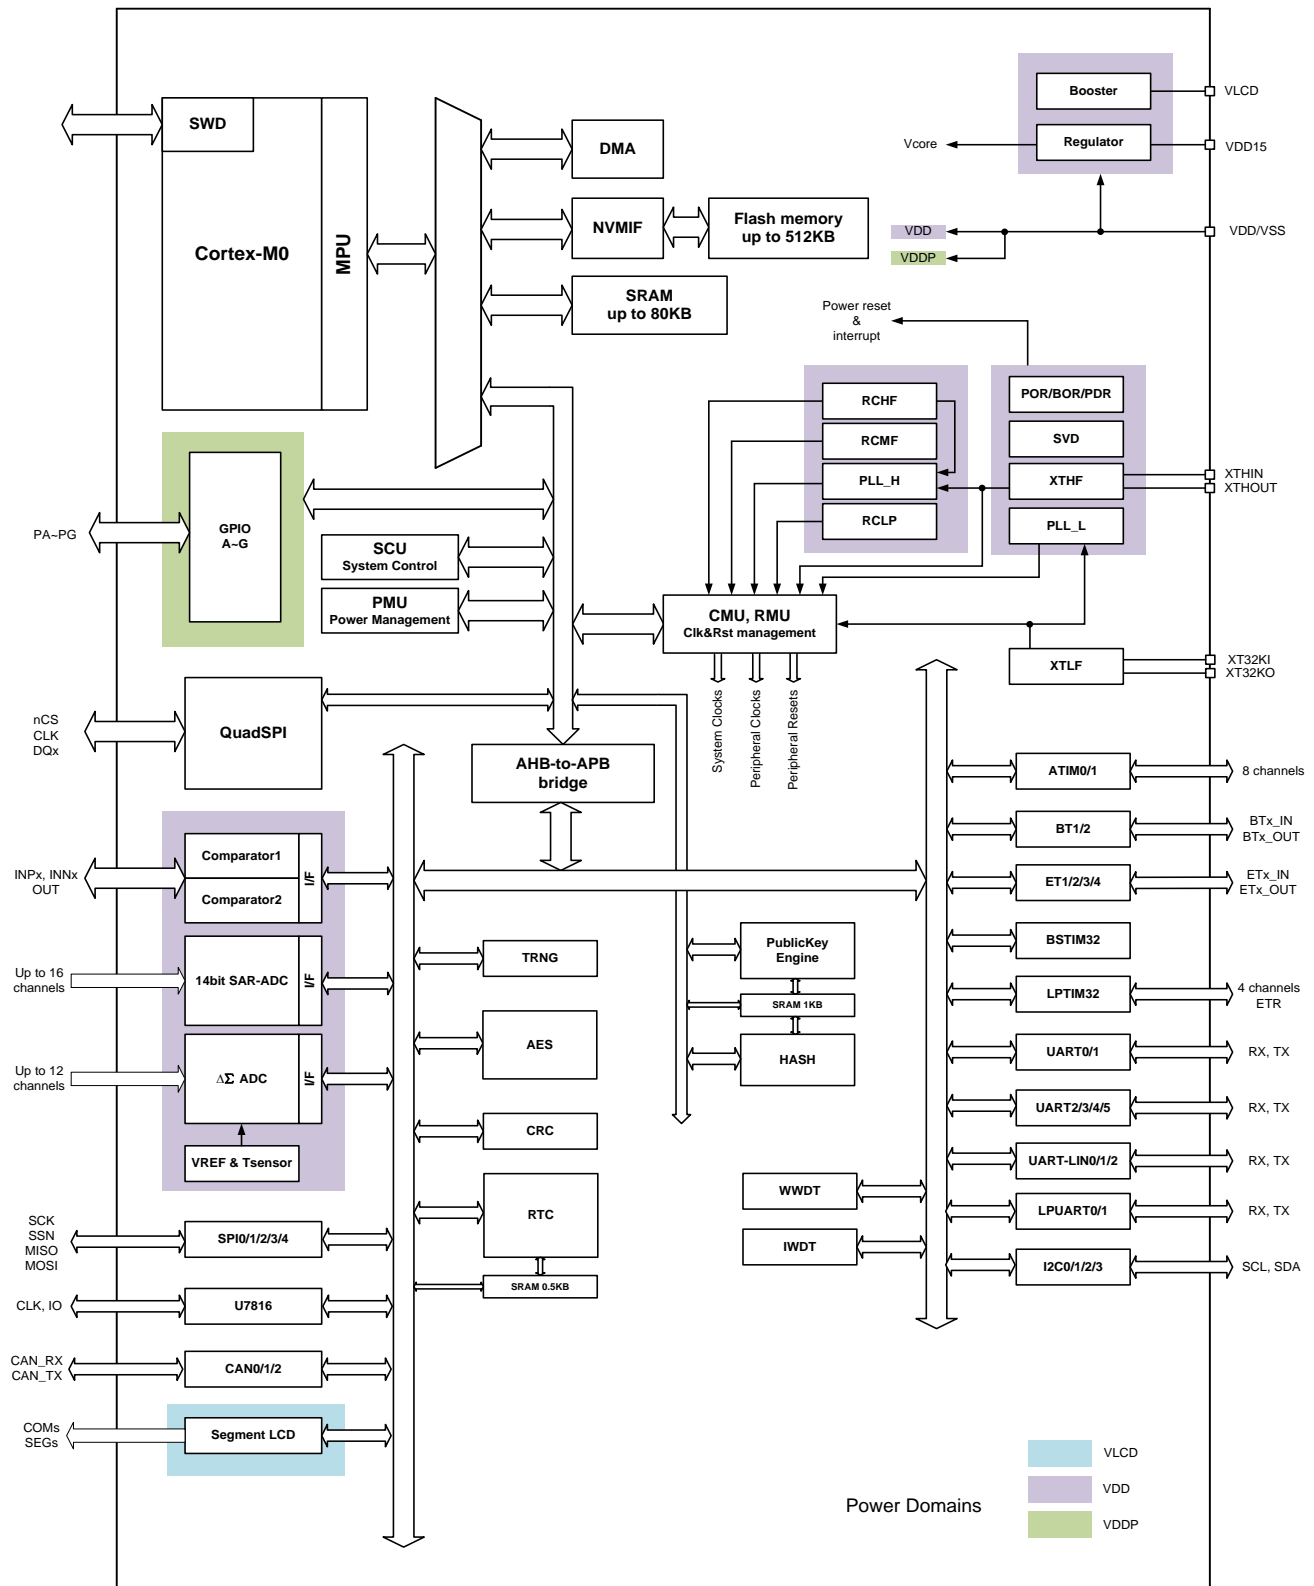 SWD
Cortex-M0
MPU
DMA
NVMIF
Flash memory
up to 512KB
SRAM
up to 80KB
Booster
Regulator
Vcore
VLCD
VDD15
VDD/VSS
VDD
VDDP
Power reset
&
interrupt
RCHF
RCMF
PLL_H
RCLP
POR/BOR/PDR
SVD
XTHF
PLL_L
XTHIN
XTHOUT
PA~PG
GPIO
A~G
SCU
System Control
PMU
Power Management
CMU, RMU
Clk&Rst management
XTLF
XT32KI
XT32KO
System Clocks
Peripheral Clocks
Peripheral Resets
nCS
CLK
DQx
QuadSPI
AHB-to-APB
bridge
INPx, INNx
OUT
Comparator1
Comparator2
I/F
Up to 16
channels
14bit SAR-ADC
I/F
Up to 12
channels
ΔΣ ADC
I/F
VREF & Tsensor
SCK
SSN
MISO
MOSI
SPI0/1/2/3/4
CLK, IO
U7816
CAN_RX
CAN_TX
CAN0/1/2
COMs
SEGs
Segment LCD
TRNG
AES
CRC
RTC
SRAM 0.5KB
PublicKey
Engine
SRAM 1KB
HASH
WWDT
IWDT
ATIM0/1
8 channels
BT1/2
BTx_IN
BTx_OUT
ET1/2/3/4
ETx_IN
ETx_OUT
BSTIM32
LPTIM32
4 channels
ETR
UART0/1
RX, TX
UART2/3/4/5
RX, TX
UART-LIN0/1/2
RX, TX
LPUART0/1
RX, TX
I2C0/1/2/3
SCL, SDA
Power Domains
VLCD
VDD
VDDP